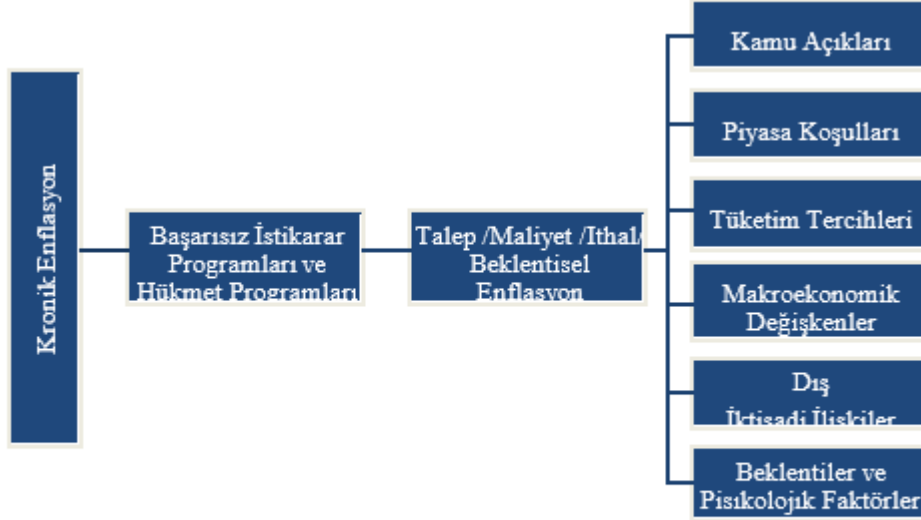 Kronik Enflasyon
Başarısız İstikarar
Programları ve
Hükmet Programları
Talep /Maliyet /Ithal/
Beklentisel
Enflasyon
Kamu Açıkları
Piyasa Koşulları
Tüketim Tercihleri
Makroekonomik
Değişkenler
Dış
İktisadi İlişkiler
Beklentiler ve
Pisikolojık Faktörler